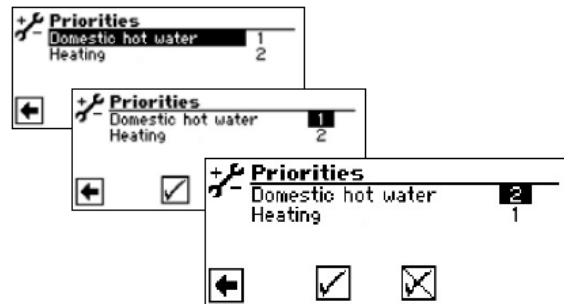 Priorities
Domestic hot water 1
Heating 2
Priorities
Domestic hot water 1
Heating 2
Priorities
Domestic hot water 2
Heating 1